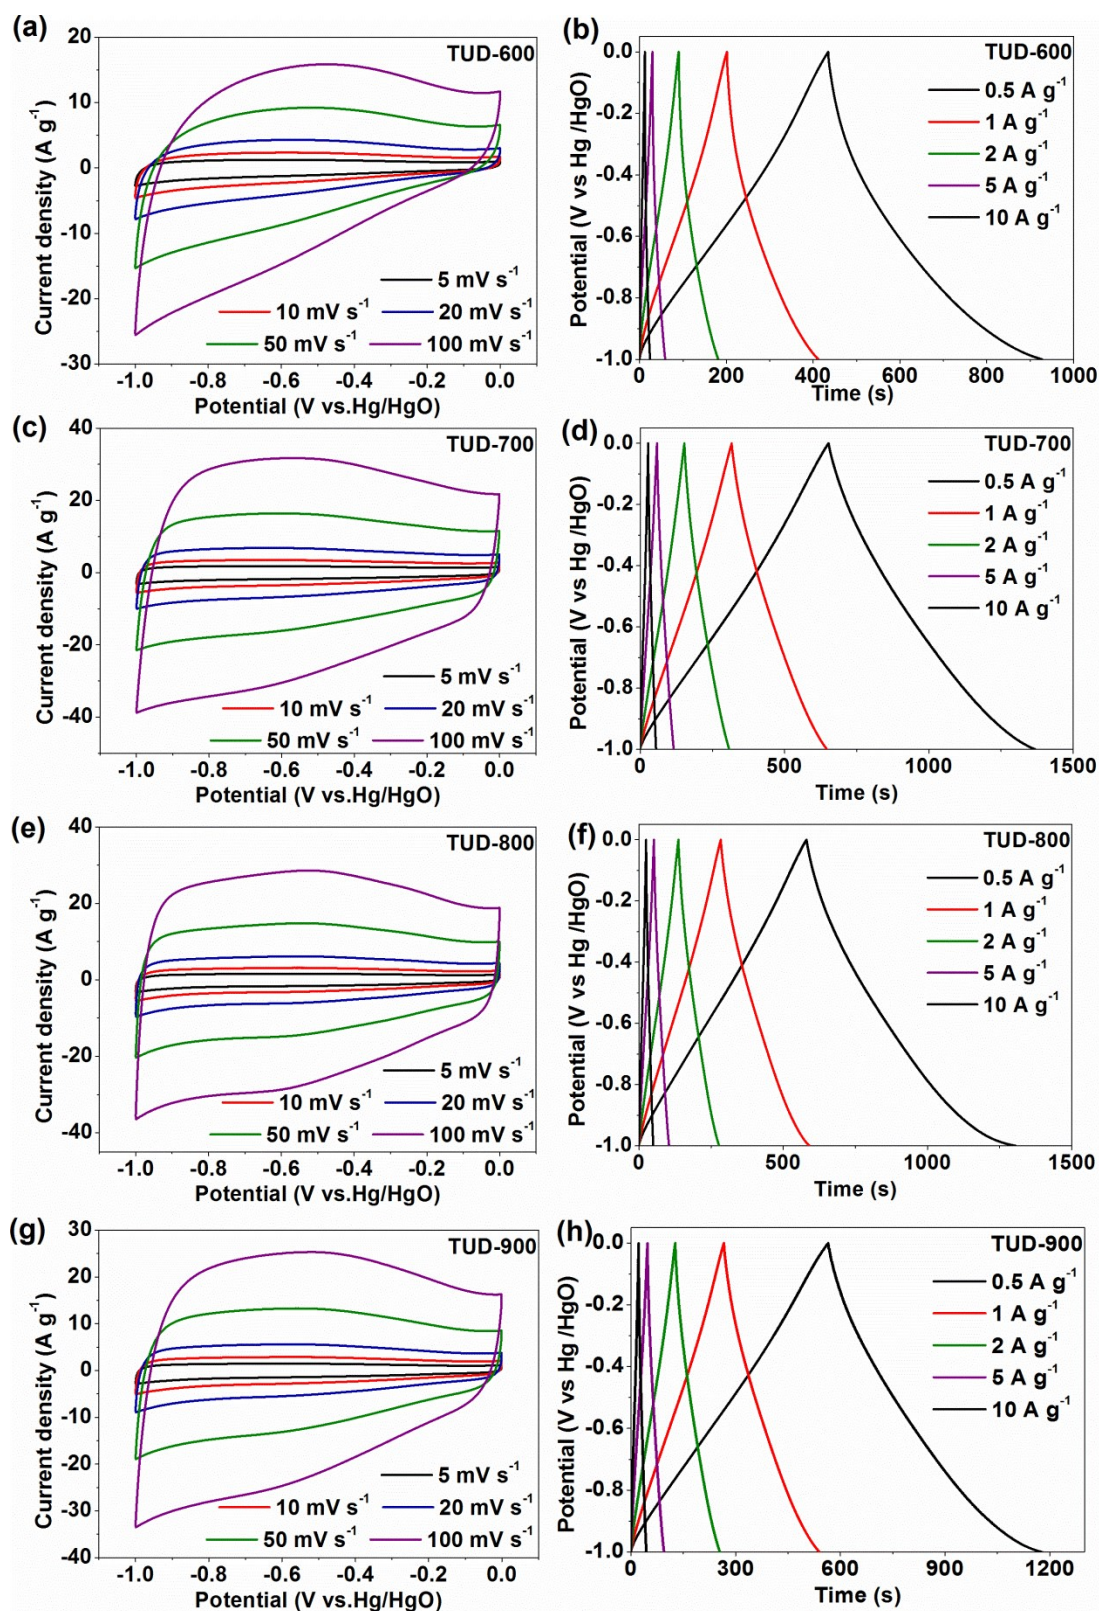 (a)
TUD-600
20
10
0
-10
-20
-30
Current density (A g-1)
5 mV s-1
10 mV s-1 20 mV s-1
50 mV s-1 100 mV s-1
-1.0 -0.8 -0.6 -0.4 -0.2 0.0
Potential (V vs.Hg/HgO)
(b)
TUD-600
0.0
-0.2
-0.4
-0.6
-0.8
-1.0
Potential (V vs Hg /HgO)
0.5 A g-1
1 A g-1
2 A g-1
5 A g-1
10 A g-1
0 200 400 600 800 1000
Time (s)
(c)
TUD-700
40
20
0
-20
-40
Current density (A g-1)
5 mV s-1
10 mV s-1 20 mV s-1
50 mV s-1 100 mV s-1
-1.0 -0.8 -0.6 -0.4 -0.2 0.0
Potential (V vs.Hg/HgO)
(d)
TUD-700
0.0
-0.2
-0.4
-0.6
-0.8
-1.0
Potential (V vs Hg /HgO)
0.5 A g-1
1 A g-1
2 A g-1
5 A g-1
10 A g-1
0 500 1000 1500
Time (s)
(e)
TUD-800
40
20
0
-20
-40
Current density (A g-1)
5 mV s-1
10 mV s-1 20 mV s-1
50 mV s-1 100 mV s-1
-1.0 -0.8 -0.6 -0.4 -0.2 0.0
Potential (V vs.Hg/HgO)
(f)
TUD-800
0.0
-0.2
-0.4
-0.6
-0.8
-1.0
Potential (V vs Hg /HgO)
0.5 A g-1
1 A g-1
2 A g-1
5 A g-1
10 A g-1
0 500 1000 1500
Time (s)
(g)
TUD-900
30
20
10
0
-10
-20
-30
-40
Current density (A g-1)
5 mV s-1
10 mV s-1 20 mV s-1
50 mV s-1 100 mV s-1
-1.0 -0.8 -0.6 -0.4 -0.2 0.0
Potential (V vs.Hg/HgO)
(h)
TUD-900
0.0
-0.2
-0.4
-0.6
-0.8
-1.0
Potential (V vs Hg /HgO)
0.5 A g-1
1 A g-1
2 A g-1
5 A g-1
10 A g-1
0 300 600 900 1200
Time (s)